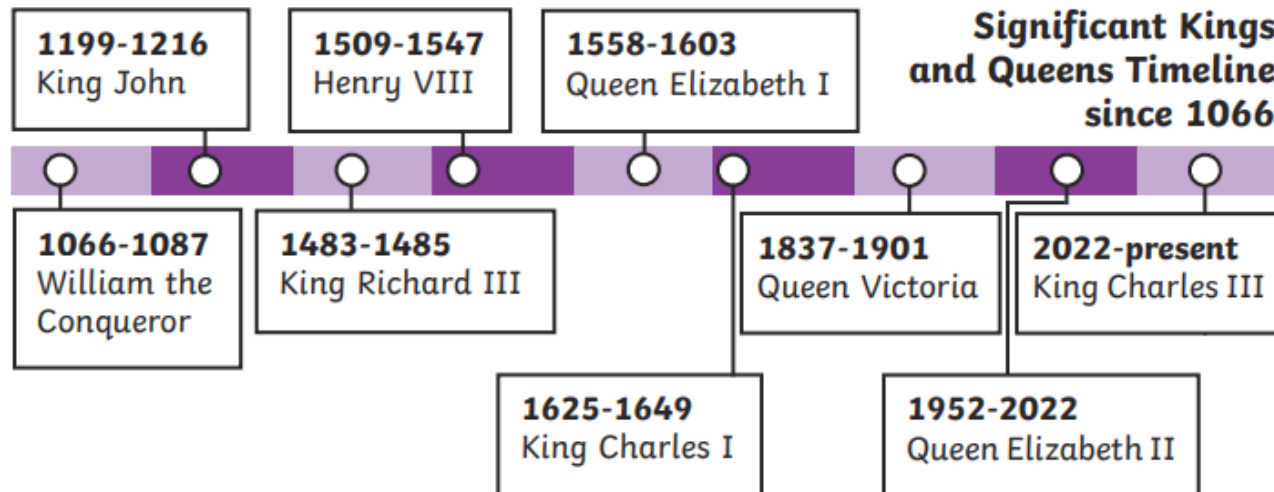 Significant Kings
and Queens Timeline
since 1066
1199-1216
King John
1509-1547
Henry VIII
1558-1603
Queen Elizabeth I
1066-1087
William the
Conqueror
1483-1485
King Richard III
1837-1901
Queen Victoria
2022-present
King Charles III
1625-1649
King Charles I
1952-2022
Queen Elizabeth II